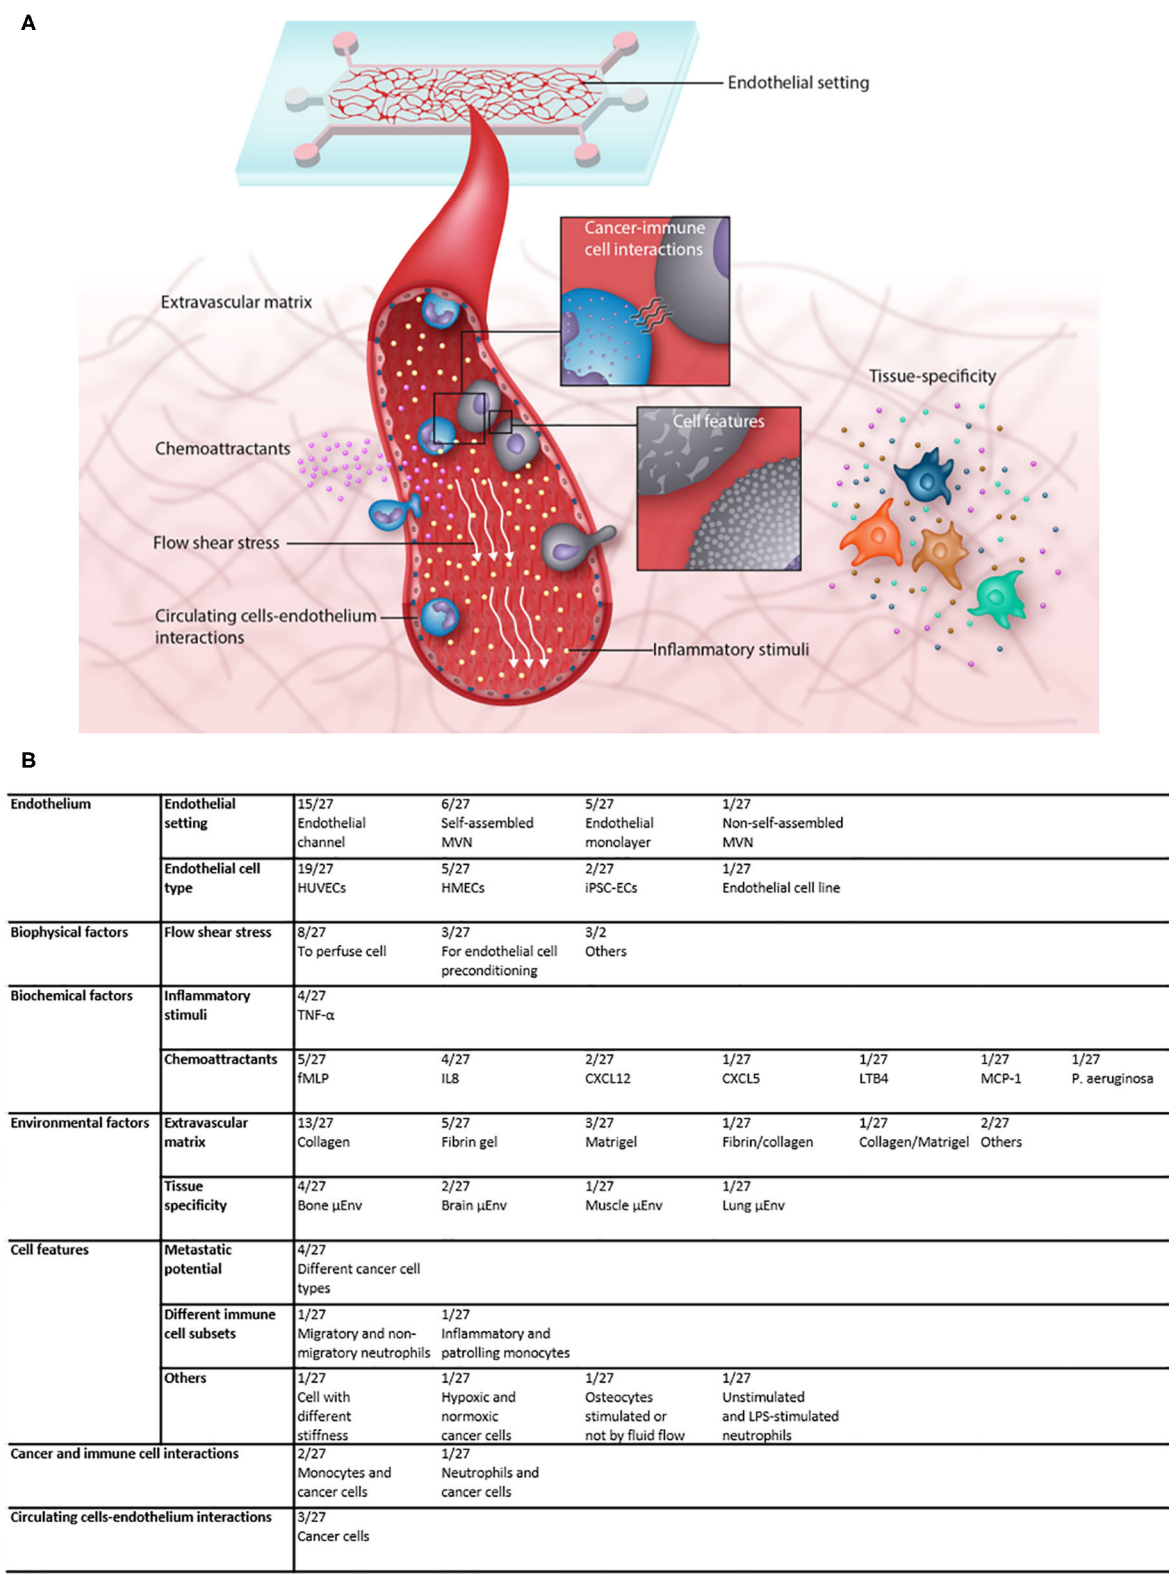 A
Endothelial setting
Cancer-immune
cell interactions
Extravascular matrix
Tissue-specificity
Cell features
Chemoattractants
Flow shear stress
Circulating cells-endothelium
interactions
Inflammatory stimuli
B
Endothelium Endothelial 15/27 6/27 5/27 1/27
setting Endothelial Self-assembled Endothelial Non-self-assembled
channel MVN monolayer MVN
Endothelial cell 19/27 5/27 2/27 1/27
type HUVECs HMECs iPSC-ECs Endothelial cell line
Biophysical factors Flow shear stress 8/27 3/27 3/2
To perfuse cell For endothelial cell Others
preconditioning
Biochemical factors Inflammatory 4/27
stimuli TNF-α
Chemoattractants 5/27 4/27 2/27 1/27 1/27 1/27 1/27
fMLP IL8 CXCL12 CXCL5 LTB4 MCP-1 P. aeruginosa
Environmental factors Extravascular 13/27 5/27 3/27 1/27 1/27 2/27
matrix Collagen Fibrin gel Matrigel Fibrin/collagen Collagen/Matrigel Others
Tissue 4/27 2/27 1/27 1/27
specificity Bone µEnv Brain µEnv Muscle µEnv Lung µEnv
Cell features Metastatic 4/27
potential Different cancer cell
types
Different immune 1/27 1/27
cell subsets Migratory and non- Inflammatory and
migratory neutrophils patrolling monocytes
Others 1/27 1/27 1/27 1/27
Cell with Hypoxic and Osteocytes Unstimulated
different normoxic stimulated or and LPS-stimulated
stiffness cancer cells not by fluid flow neutrophils
Cancer and immune cell interactions 2/27 1/27
Monocytes and Neutrophils and
cancer cells cancer cells
Circulating cells-endothelium interactions 3/27
Cancer cells